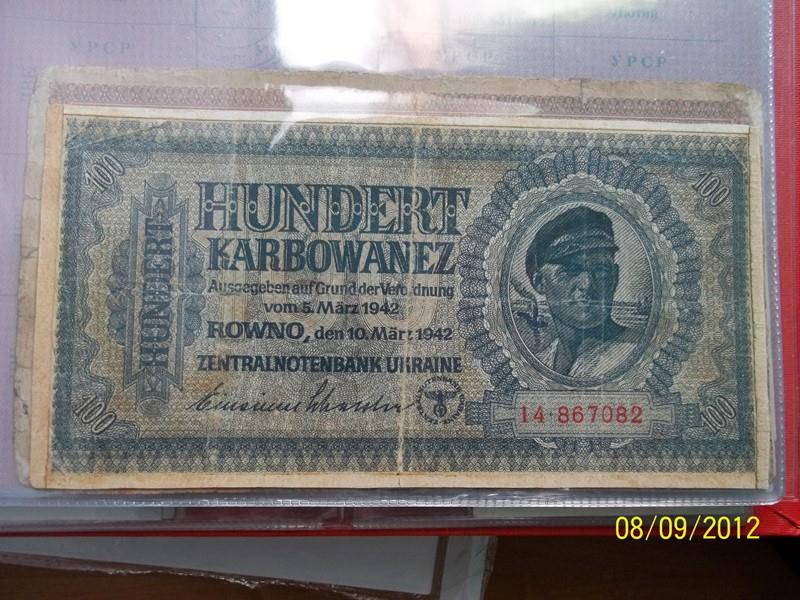 УРСР
УРСР
100
100
HUNDERT
HUNDERT
KARBOWANEZ
Ausgegeben auf Grund der Verordnung
vom 5. März 1942
ROWNO, den 10. März 1942
ZENTRALNOTENBANK UKRAINE
14·867082
100
100
08/09/2012